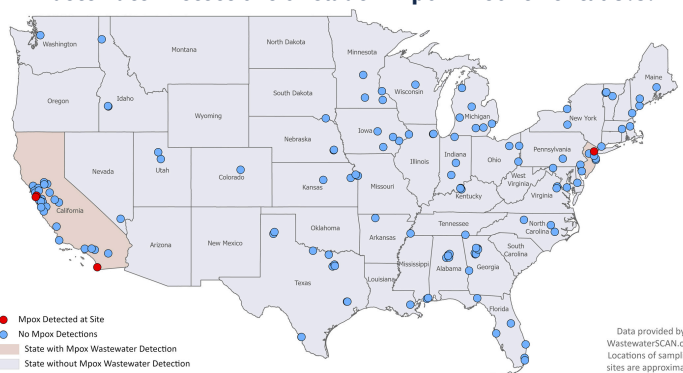 Washington
Montana
North Dakota
Minnesota
Maine
Oregon
Idaho
South Dakota
Wisconsin
Michigan
New York
Wyoming
Iowa
Nebraska
Pennsylvania
Nevada
Utah
Illinois
Indiana
Ohio
Colorado
West
Virginia
Virginia
California
Kansas
Missouri
Kentucky
North
Carolina
Arizona
New Mexico
Oklahoma
Arkansas
Tennessee
South
Carolina
Mississippi
Alabama
Georgia
Texas
Louisiana
Florida
Mpox Detected at Site
No Mpox Detections
State with Mpox Wastewater Detection
State without Mpox Wastewater Detection
Data provided by
WastewaterSCAN.o
Locations of sampl
sites are approxima